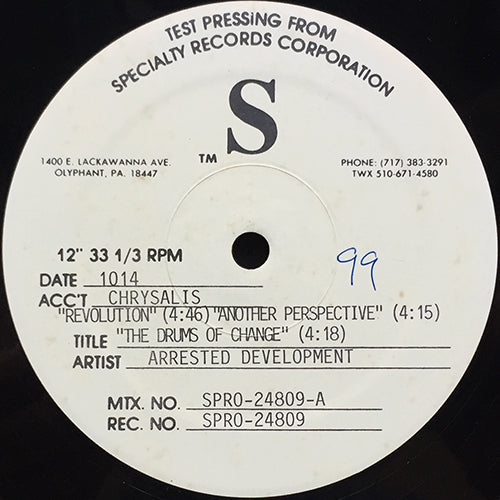 TEST PRESSING FROM
SPECIALTY RECORDS CORPORATION
S
TM
1400 E. LACKAWANNA AVE.
OLYPHANT, PA. 18447
PHONE: (717) 383-3291
TWX 510-671-4580
12" 33 1/3 RPM
99
DATE 1014
ACC'T CHRYSALIS
"REVOLUTION" (4:46) "ANOTHER PERSPECTIVE" (4:15)
TITLE "THE DRUMS OF CHANGE" (4:18)
ARTIST ARRESTED DEVELOPMENT
MTX. NO. SPRO-24809-A
REC. NO. SPRO-24809